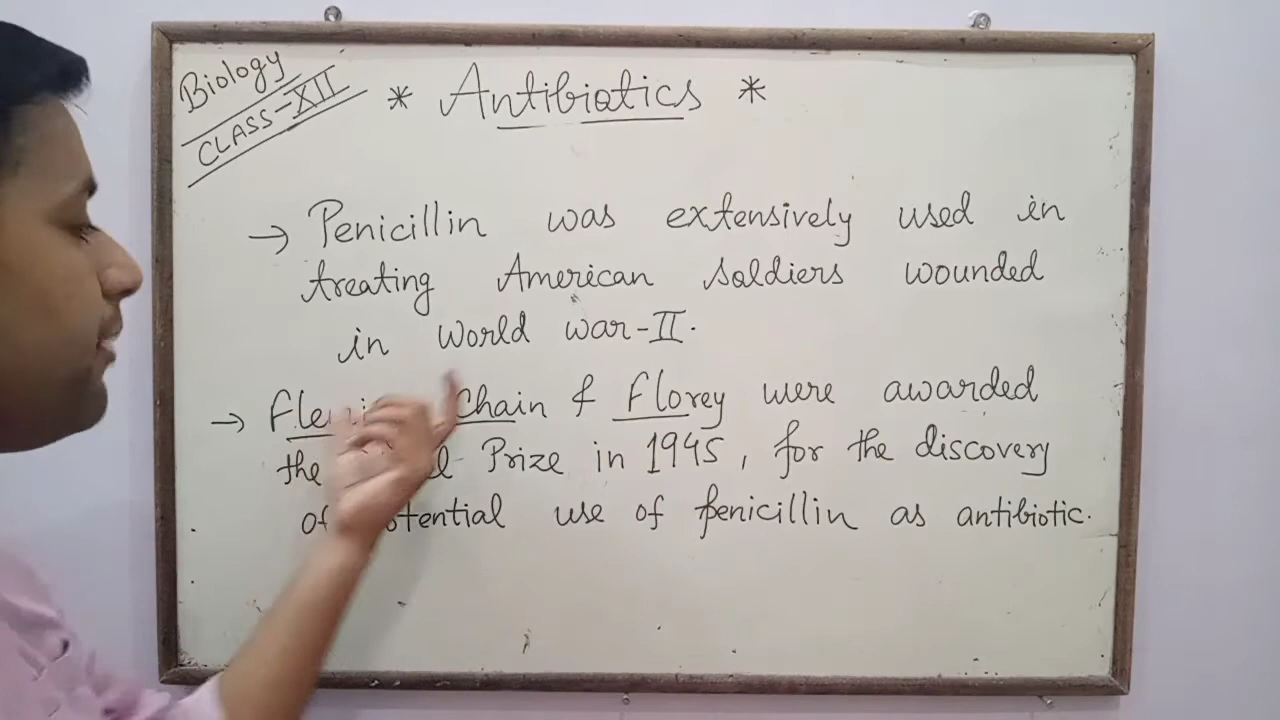 Biology
CLASS-XII
* Antibiotics *
→ Penicillin was extensively used in
treating American soldiers wounded
in world war-II.
→ Chain & Florey were awarded
the Prize in 1945, for the discovery
of use of penicillin as antibiotic.